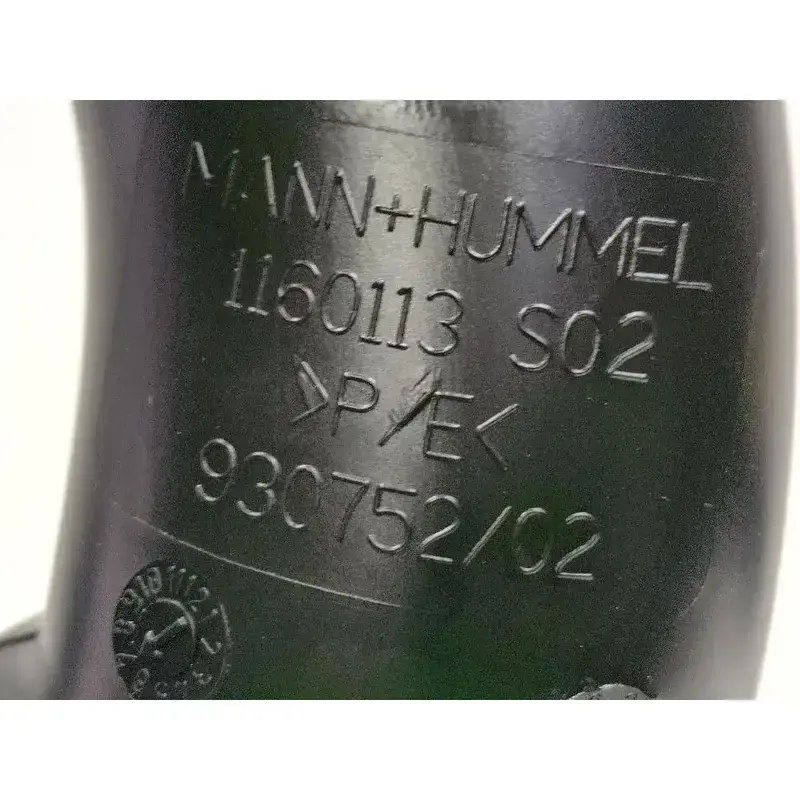 MANN+HUMMEL
1160113 S02
>P/E<
930752/02